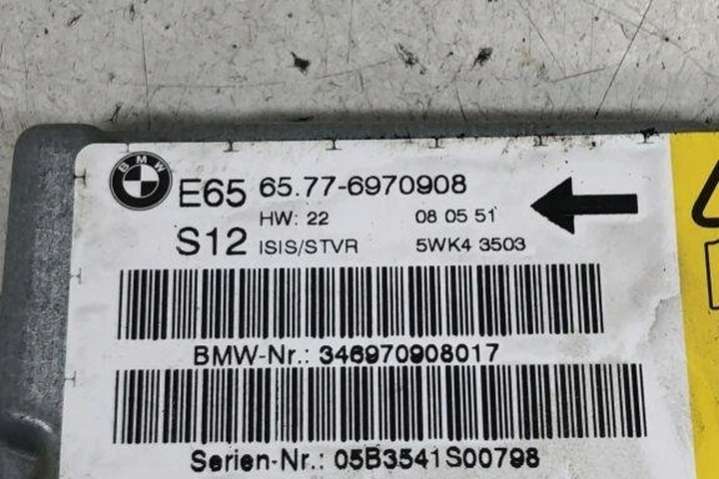 BMW
E65 65.77-6970908
HW: 22 08 05 51
S12 ISIS/STVR 5WK4 3503
BMW-Nr.: 346970908017
Serien-Nr.: 05B3541S00798